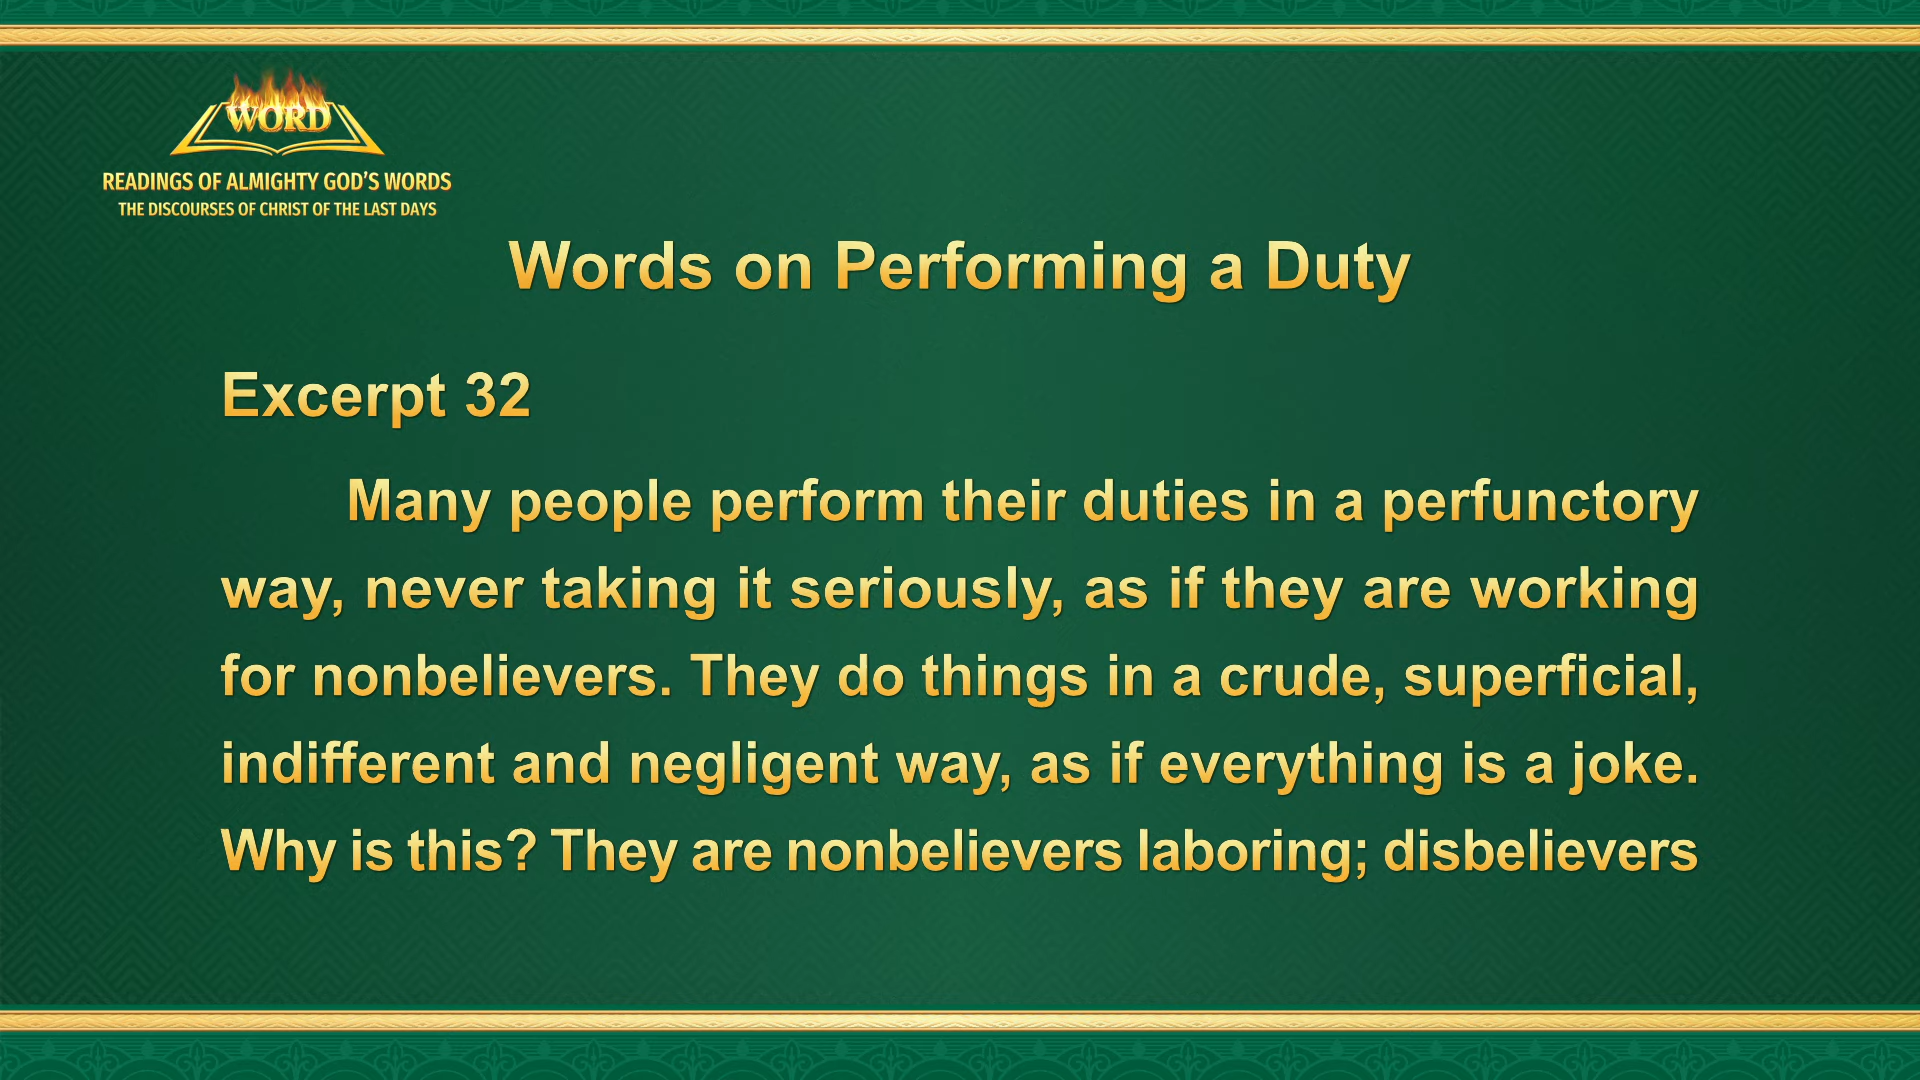 WORD
READINGS OF ALMIGHTY GOD'S WORDS
THE DISCOURSES OF CHRIST OF THE LAST DAYS
Words on Performing a Duty
Excerpt 32
Many people perform their duties in a perfunctory
way, never taking it seriously, as if they are working
for nonbelievers. They do things in a crude, superficial,
indifferent and negligent way, as if everything is a joke.
Why is this? They are nonbelievers laboring; disbelievers